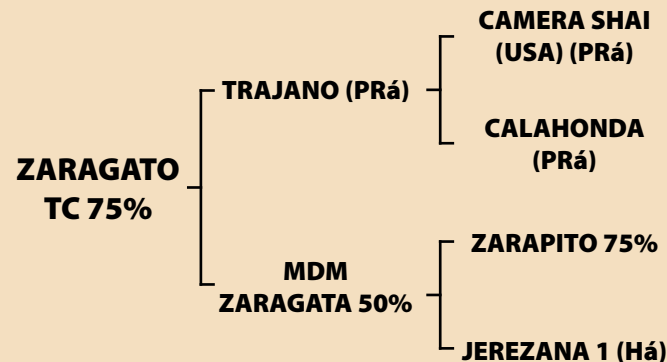 CAMERA SHAI
(USA) (PRá)
TRAJANO (PRá)
CALAHONDA
(PRá)
ZARAGATO
TC 75%
ZARAPITO 75%
MDM
ZARAGATA 50%
JEREZANA 1 (Há)